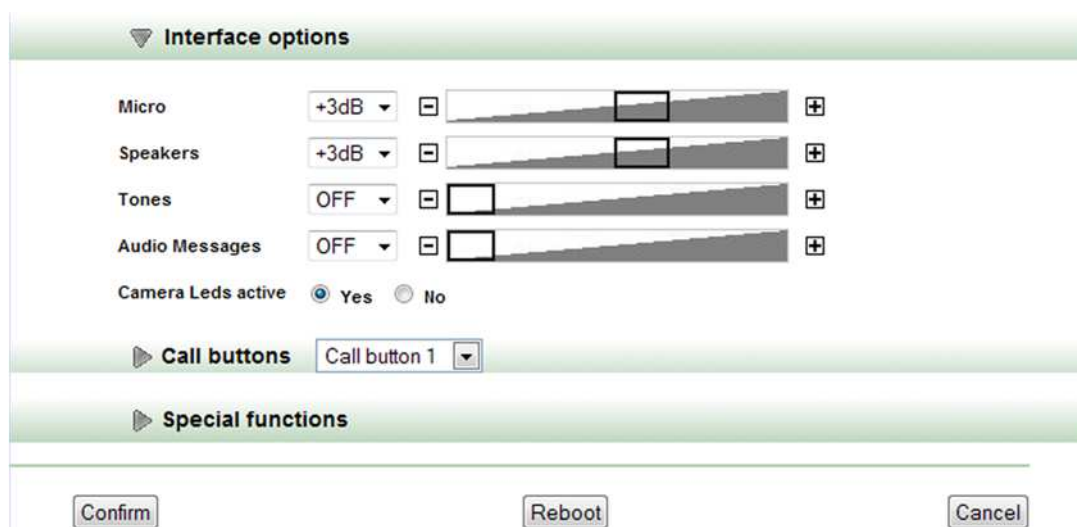 Interface options
Micro +3dB
Speakers +3dB
Tones OFF
Audio Messages OFF
Camera Leds active Yes No
Call buttons Call button 1
Special functions
Confirm Reboot Cancel